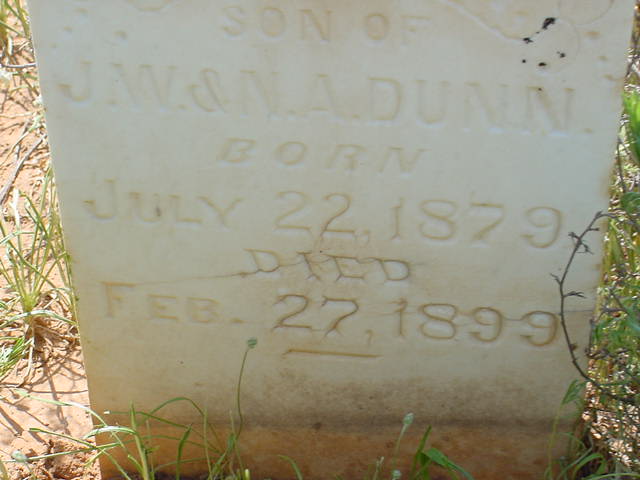 SON OF
J.W. & N.A. DUNN.
BORN
JULY 22, 1879
DIED
FEB. 27, 1899